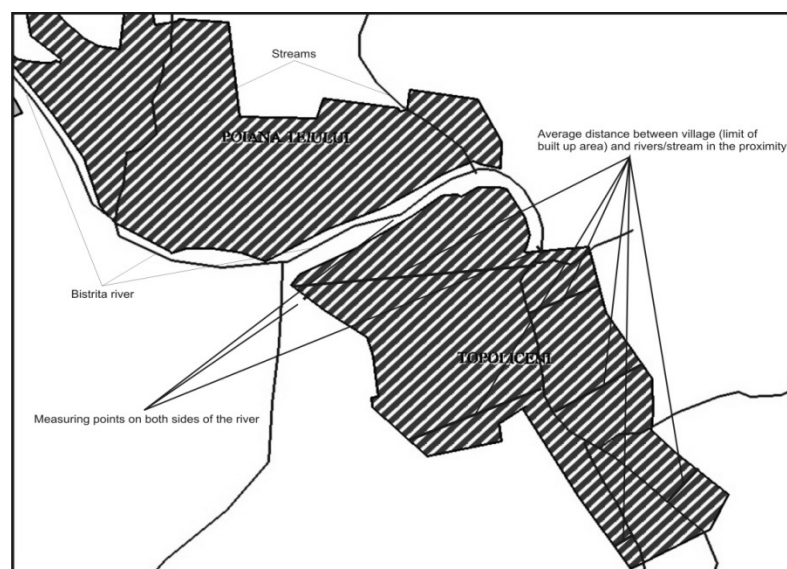 Streams
POIANA TEIULUI
Average distance between village (limit of
built up area) and rivers/stream in the proximity
Bistrita river
TOPOLICENI
Measuring points on both sides of the river